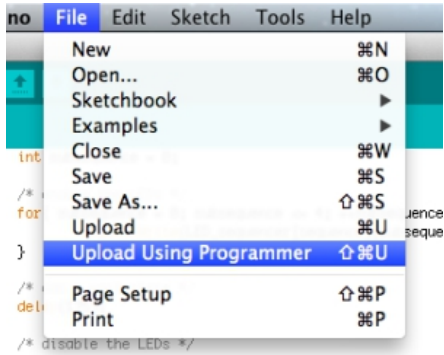 no File Edit Sketch Tools Help
New ⌘N
Open... ⌘O
Sketchbook ▶
Examples ▶
Close ⌘W
Save ⌘S
Save As... ⇧⌘S
Upload ⌘U
Upload Using Programmer ⇧⌘U
Page Setup ⇧⌘P
Print ⌘P
int
/*
for uence
seque
}
/*
del
/* disable the LEDs */